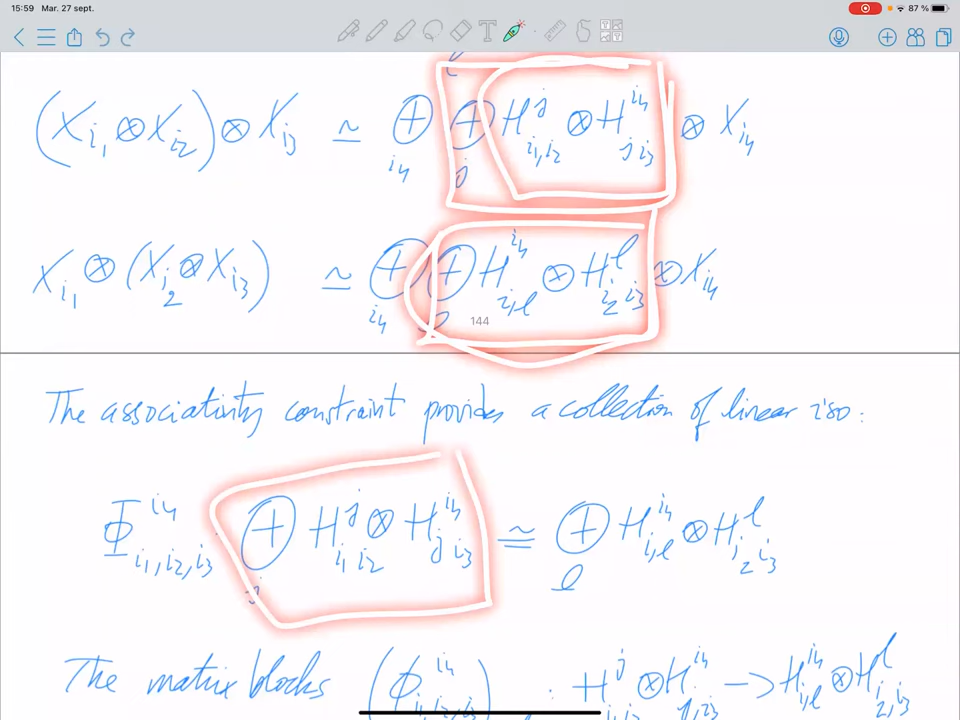 15:59 Mar. 27 sept. 87 %
(X_{i_1} ⊗ X_{i_2}) ⊗ X_{i_3} ≃ ⊕_{i_4} ⊕_j H^j_{i_1,i_2} ⊗ H^{i_4}_{j i_3} ⊗ X_{i_4}
X_{i_1} ⊗ (X_{i_2} ⊗ X_{i_3}) ≃ ⊕_{i_4} ⊕_l H^{i_4}_{i_1 l} ⊗ H^l_{i_2 i_3} ⊗ X_{i_4}
144
The associativity constraint provides a collection of linear iso:
Φ^{i_4}_{i_1,i_2,i_3} : ⊕_j H^j_{i_1 i_2} ⊗ H^{i_4}_{j i_3} ≅ ⊕_l H^{i_4}_{i_1 l} ⊗ H^l_{i_2 i_3}
The matrix blocks (Φ^{i_4}_{i_1,i_2,i_3}) : H^j_{i_1,i_2} ⊗ H^{i_4}_{j,i_3} → H^{i_4}_{i_1 l} ⊗ H^l_{i_2,i_3}